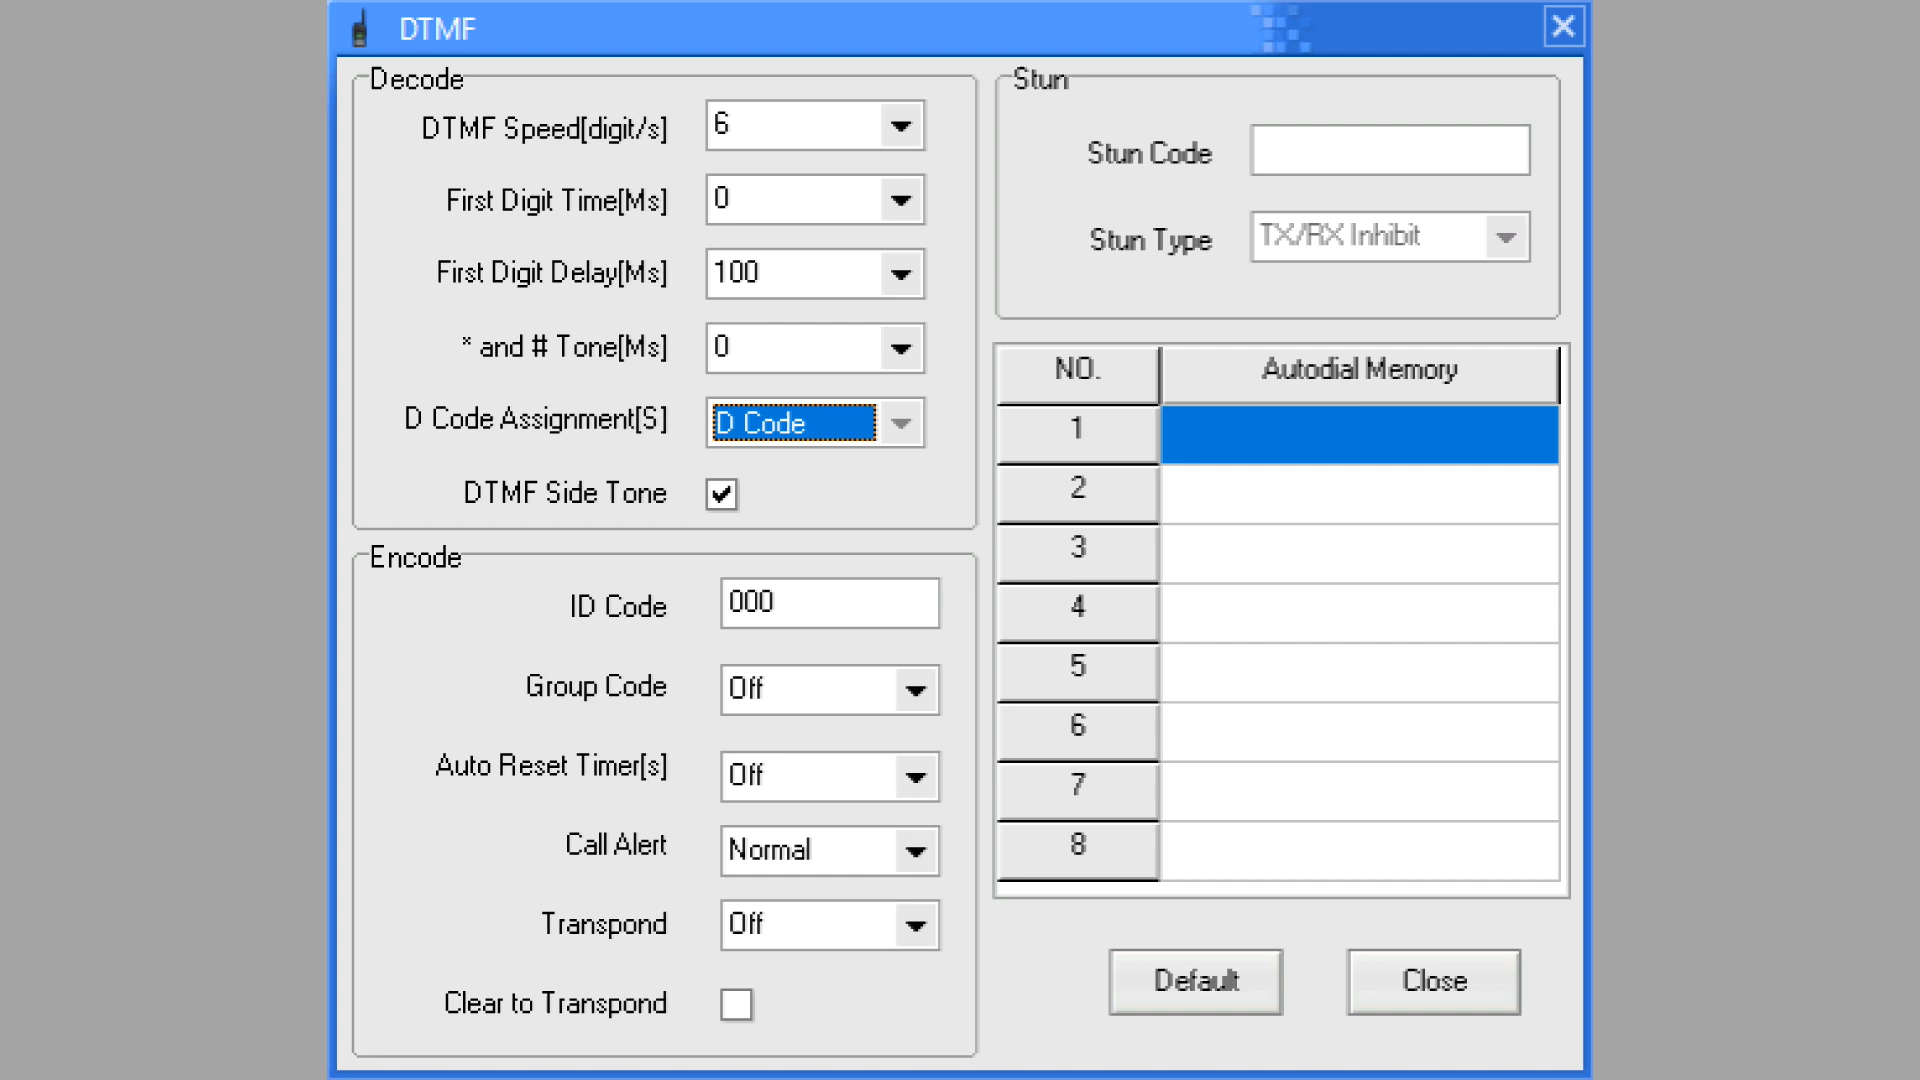 DTMF
Decode
DTMF Speed[digit/s] 6
First Digit Time[Ms] 0
First Digit Delay[Ms] 100
* and # Tone[Ms] 0
D Code Assignment[S] D Code
DTMF Side Tone
Encode
ID Code 000
Group Code Off
Auto Reset Timer[s] Off
Call Alert Normal
Transpond Off
Clear to Transpond
Stun
Stun Code
Stun Type TX/RX Inhibit
NO. Autodial Memory
1
2
3
4
5
6
7
8
Default Close